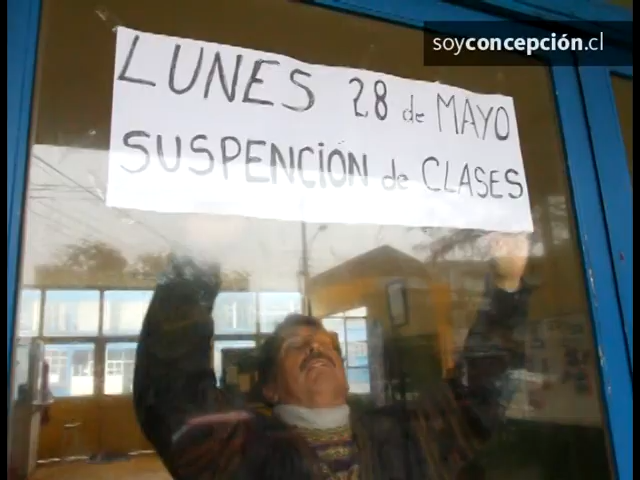 soyconcepción.cl
LUNES 28 de MAYO
SUSPENCIÓN de CLASES